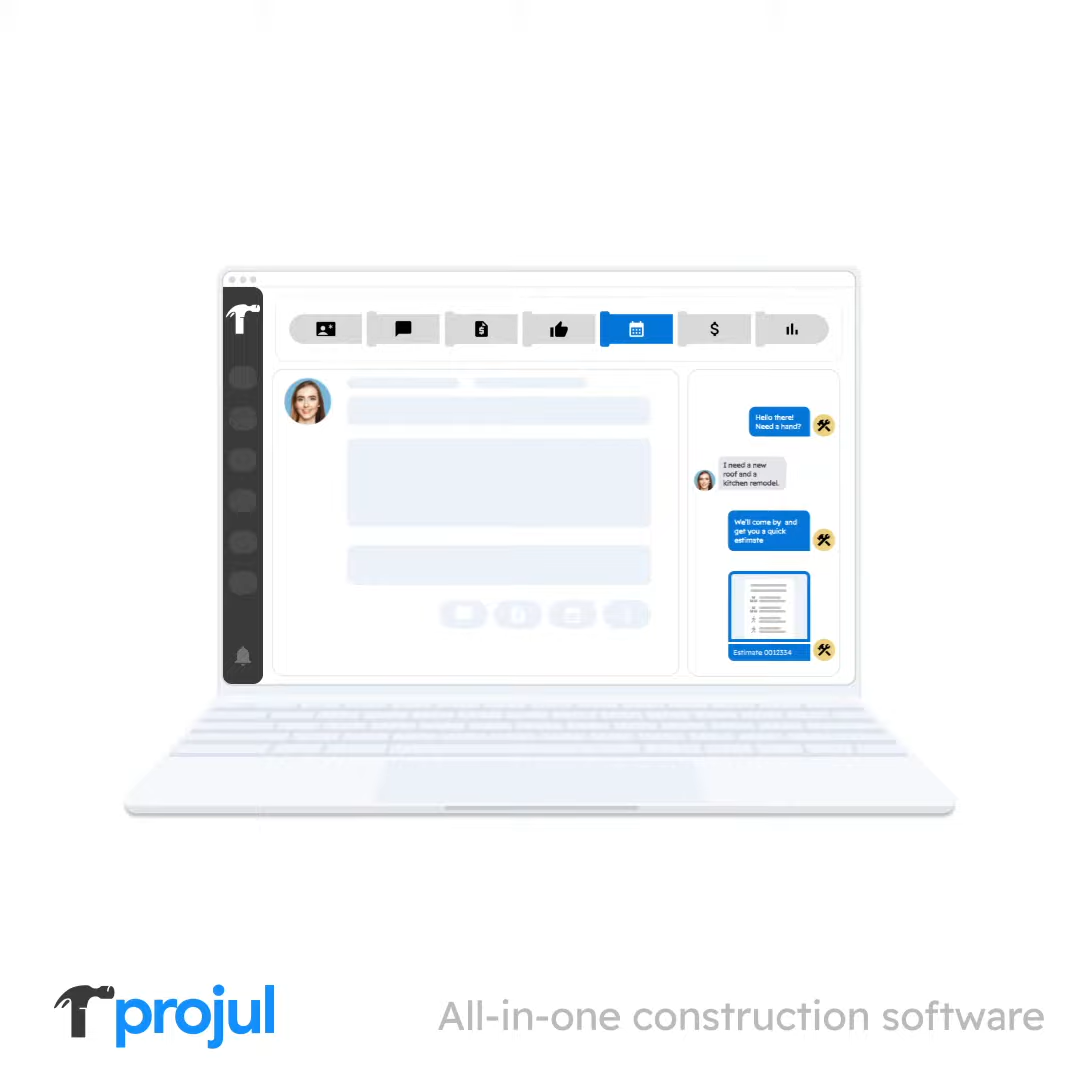 Hello there!
Need a hand?
I need a new
roof and a
kitchen remodel.
We'll come by and
get you a quick
estimate
Estimate 0012334
projul
All-in-one construction software